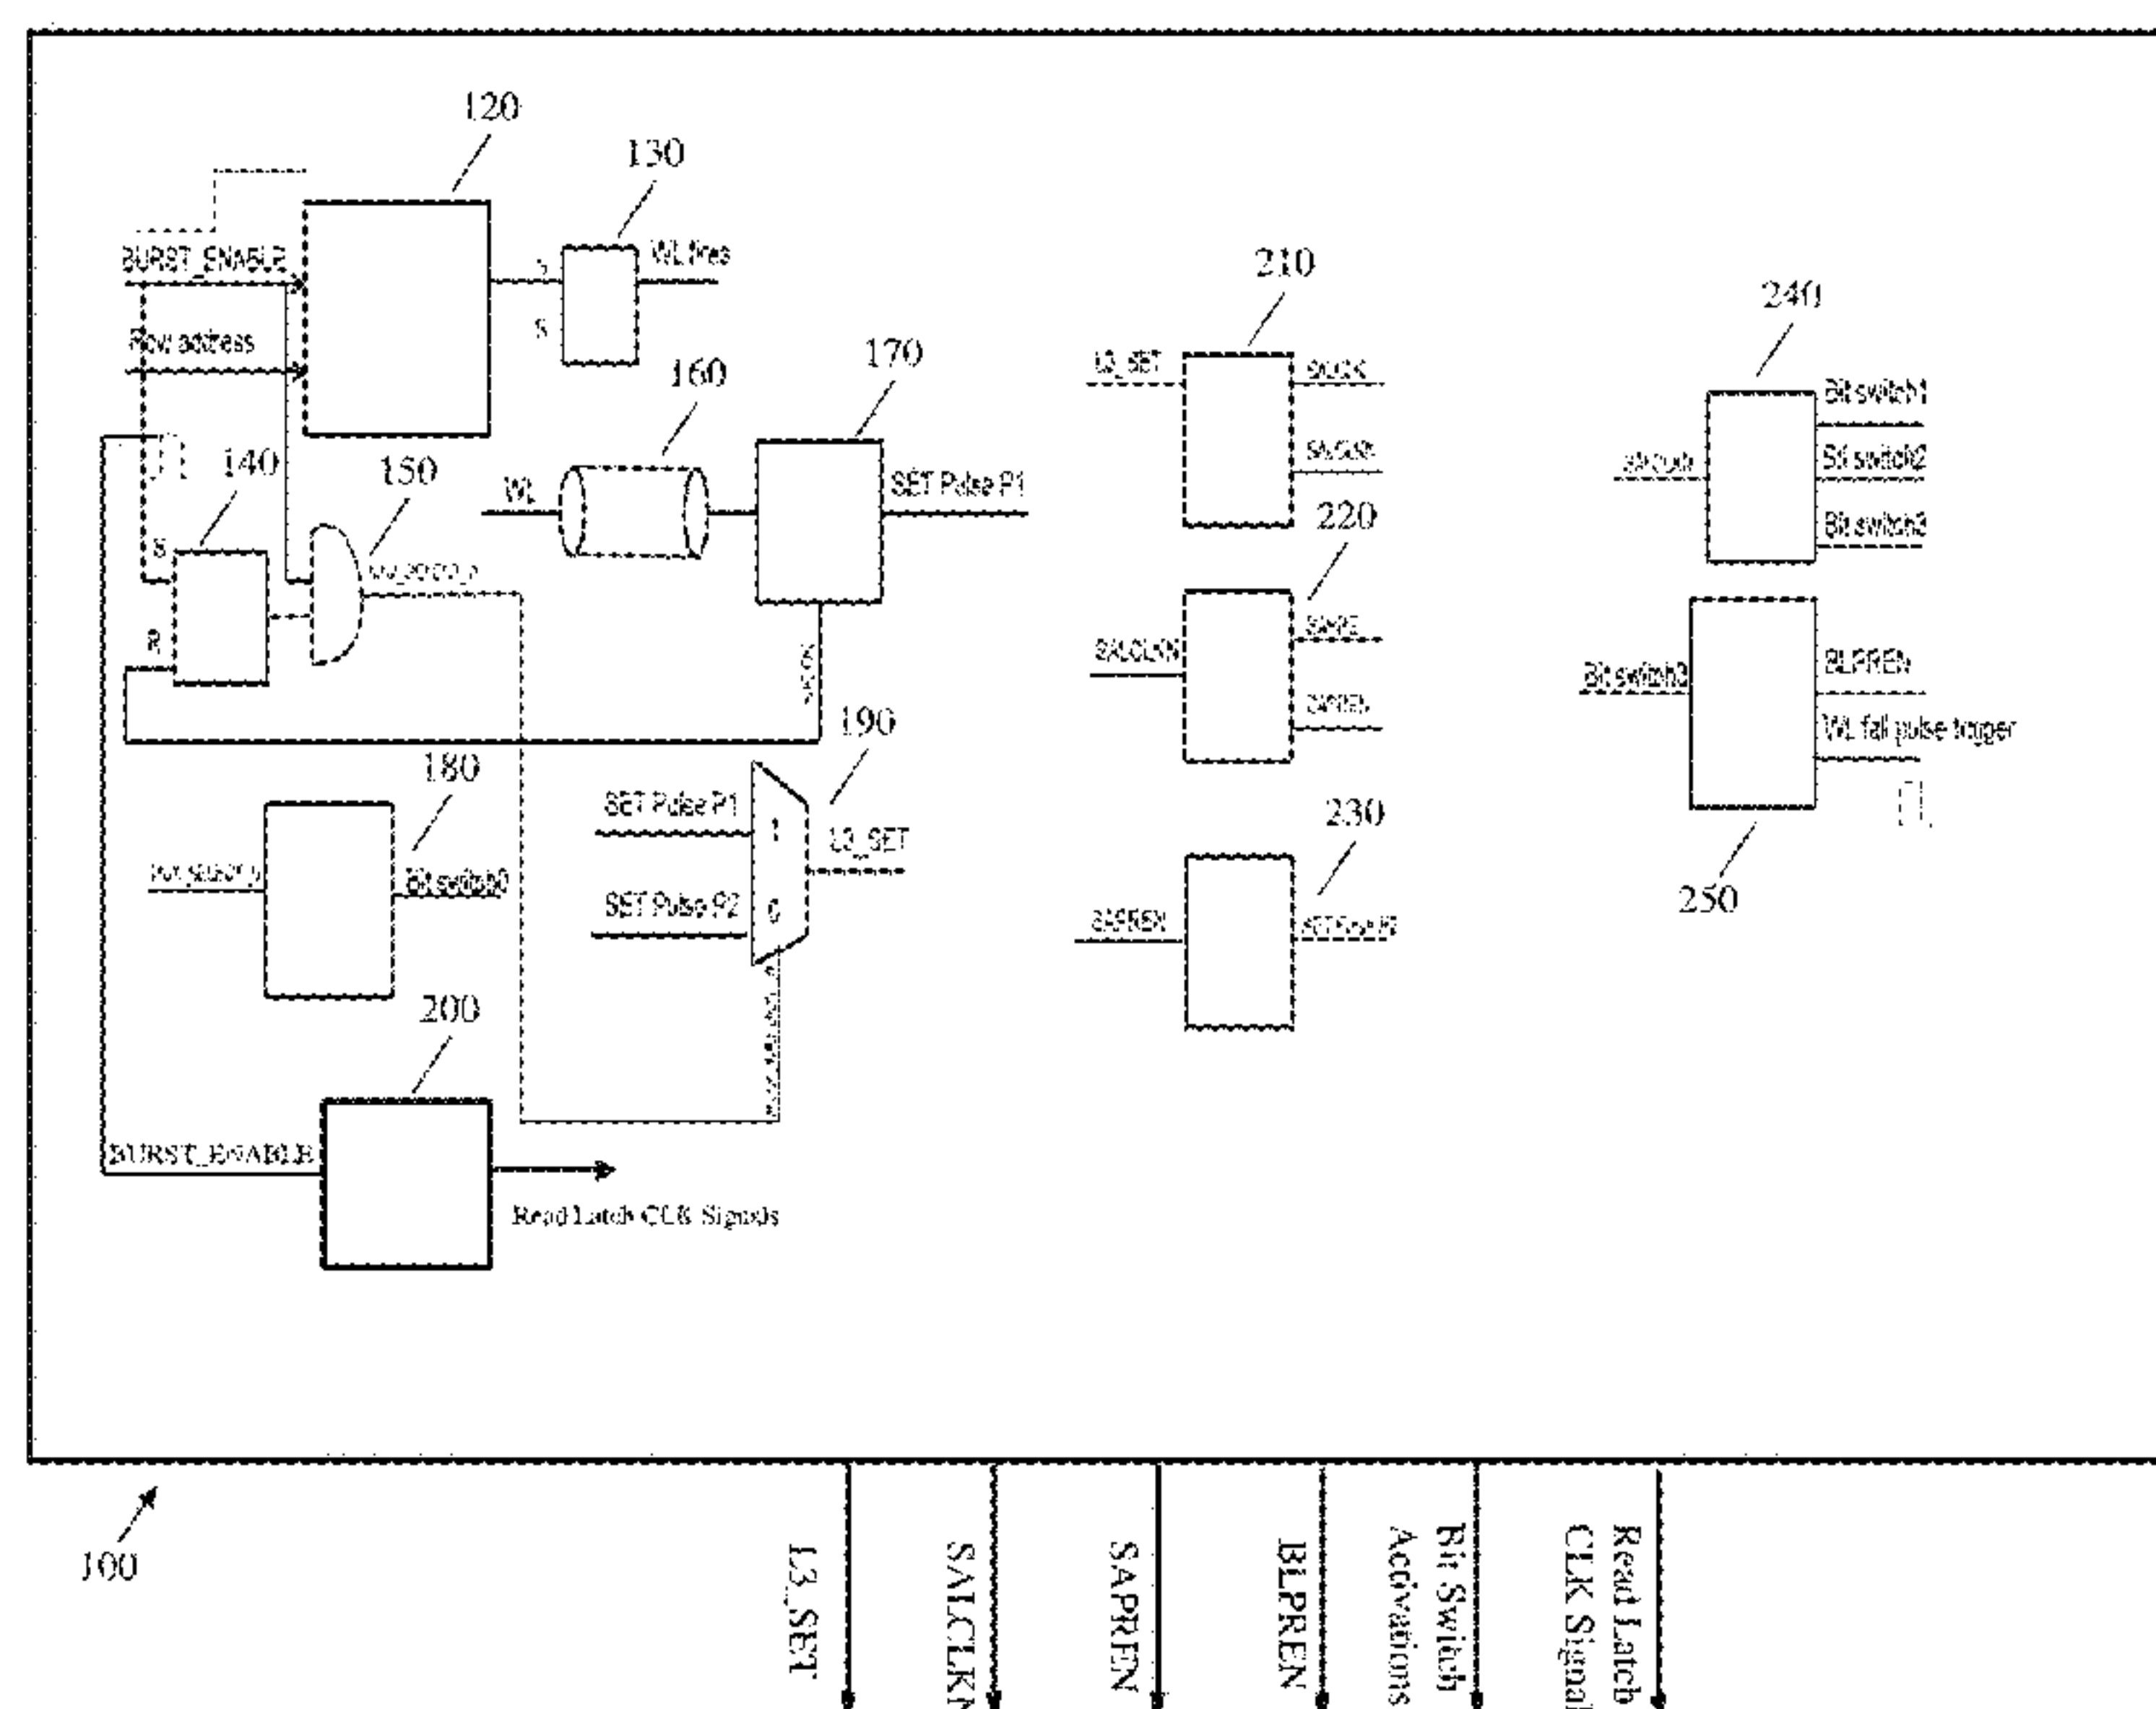 120
130
BURST_ENABLE
WL fires
S
Row address
210
240
170
160
L3_SET
Bit switch1
140
150
Bit switch2
WL
SET Pulse P1
220
Bit switch3
S
R
SALCLKN
BLPREN
Bit switch3
WL fall pulse trigger
190
180
SET Pulse P1
1
L3_SET
230
250
Bit switch0
SET Pulse P2
0
SAPREN
SET Pulse P2
200
BURST_ENABLE
Read Latch CLK Signals
100
L3_SET
SALCLKN
SAPREN
BLPREN
Bit Switch
Activations
Read Latch
CLK Signal